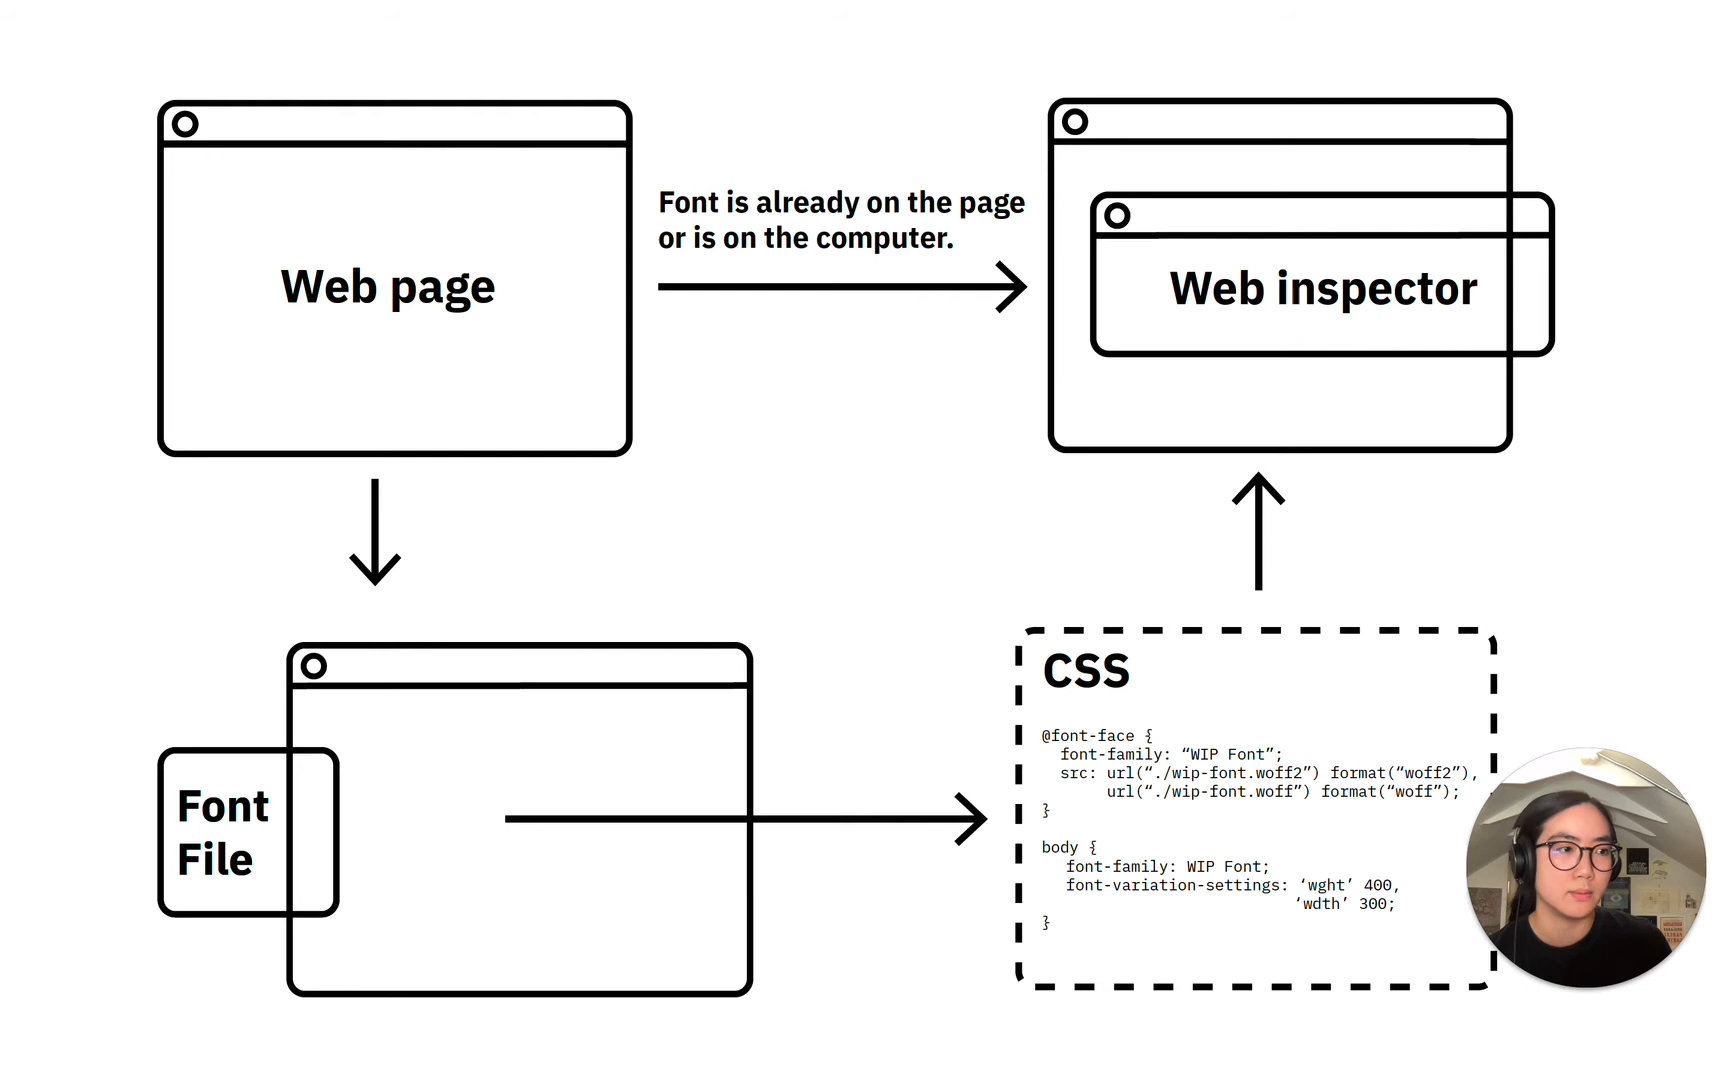 Web page
Font is already on the page
or is on the computer.
Web inspector
Font
File
CSS
@font-face {
font-family: “WIP Font”;
src: url(“./wip-font.woff2”) format(“woff2”),
url(“./wip-font.woff”) format(“woff”);
}
body {
font-family: WIP Font;
font-variation-settings: ‘wght’ 400,
‘wdth’ 300;
}